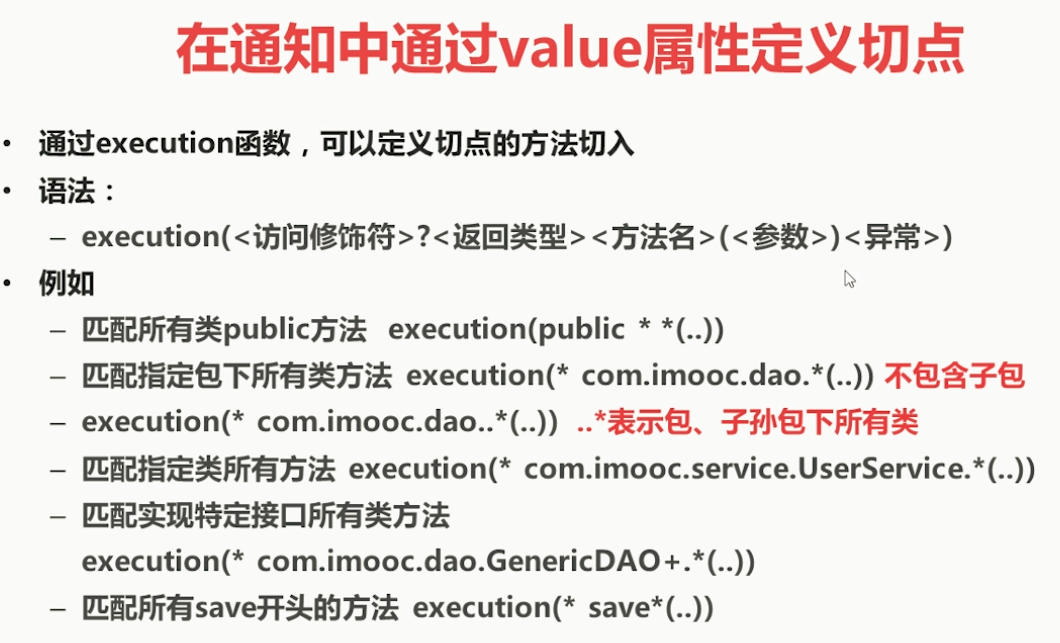 在通知中通过value属性定义切点
• 通过execution函数，可以定义切点的方法切入
• 语法：
– execution(<访问修饰符>?<返回类型><方法名>(<参数>)<异常>)
• 例如
– 匹配所有类public方法 execution(public * *(..))
– 匹配指定包下所有类方法 execution(* com.imooc.dao.*(..)) 不包含子包
– execution(* com.imooc.dao..*(..)) ..*表示包、子孙包下所有类
– 匹配指定类所有方法 execution(* com.imooc.service.UserService.*(..))
– 匹配实现特定接口所有类方法
execution(* com.imooc.dao.GenericDAO+.*(..))
– 匹配所有save开头的方法 execution(* save*(..))